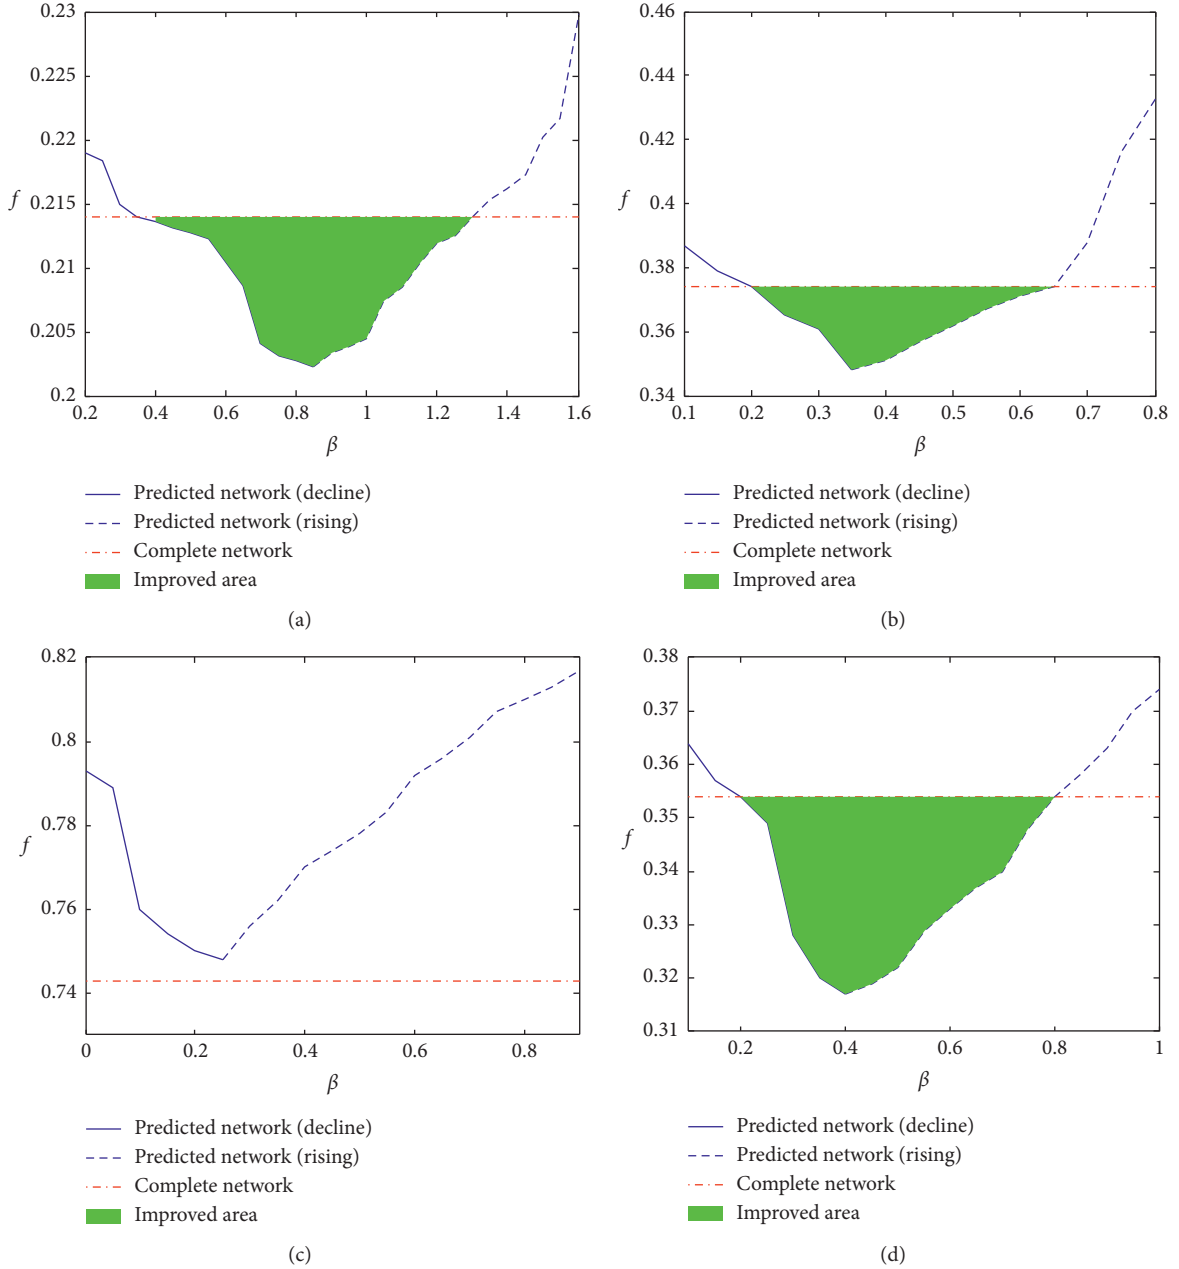 0.23
0.225
0.22
0.215
0.21
0.205
0.2
f
0.2 0.4 0.6 0.8 1 1.2 1.4 1.6
β
Predicted network (decline)
Predicted network (rising)
Complete network
Improved area
(a)
0.46
0.44
0.42
0.4
0.38
0.36
0.34
f
0.1 0.2 0.3 0.4 0.5 0.6 0.7 0.8
β
Predicted network (decline)
Predicted network (rising)
Complete network
Improved area
(b)
0.82
0.8
0.78
0.76
0.74
f
0 0.2 0.4 0.6 0.8
β
Predicted network (decline)
Predicted network (rising)
Complete network
Improved area
(c)
0.38
0.37
0.36
0.35
0.34
0.33
0.32
0.31
f
0.2 0.4 0.6 0.8 1
β
Predicted network (decline)
Predicted network (rising)
Complete network
Improved area
(d)